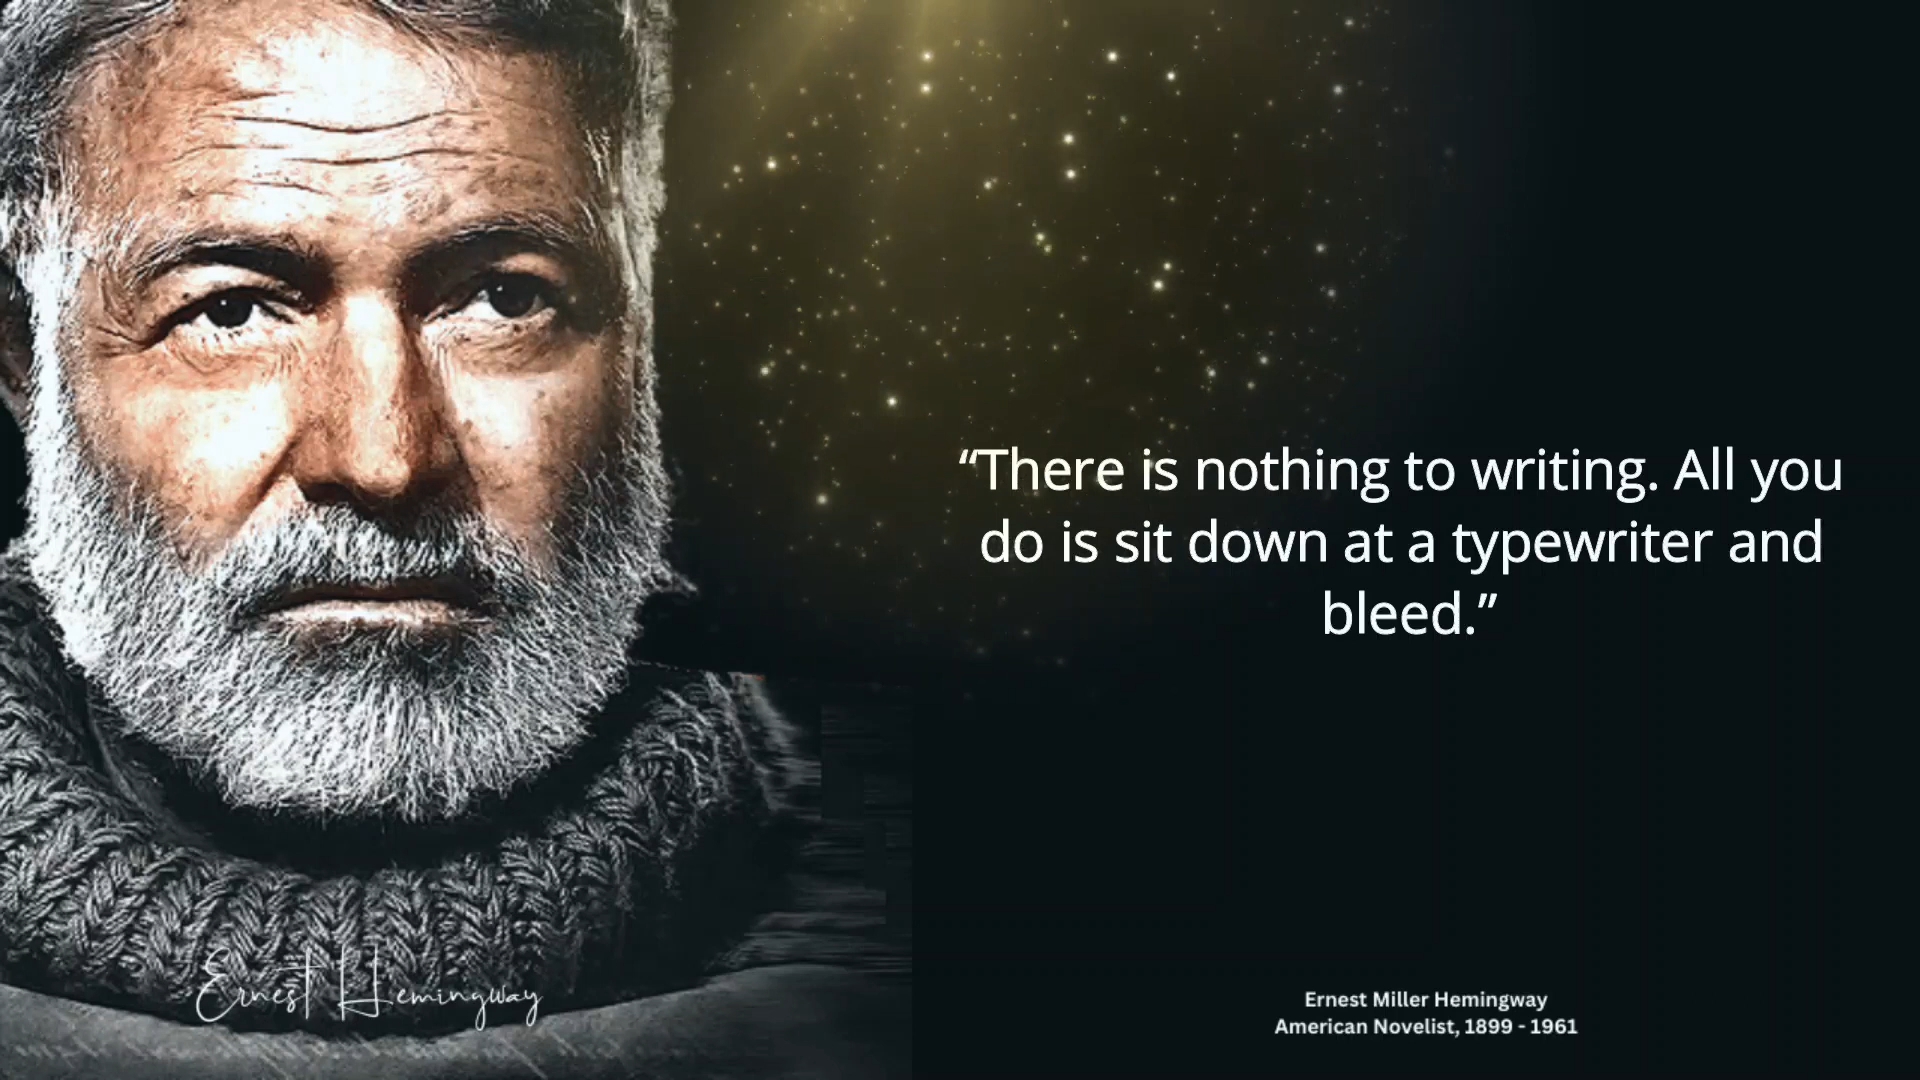 “There is nothing to writing. All you
do is sit down at a typewriter and
bleed.”
Ernest Hemingway
Ernest Miller Hemingway
American Novelist, 1899 - 1961